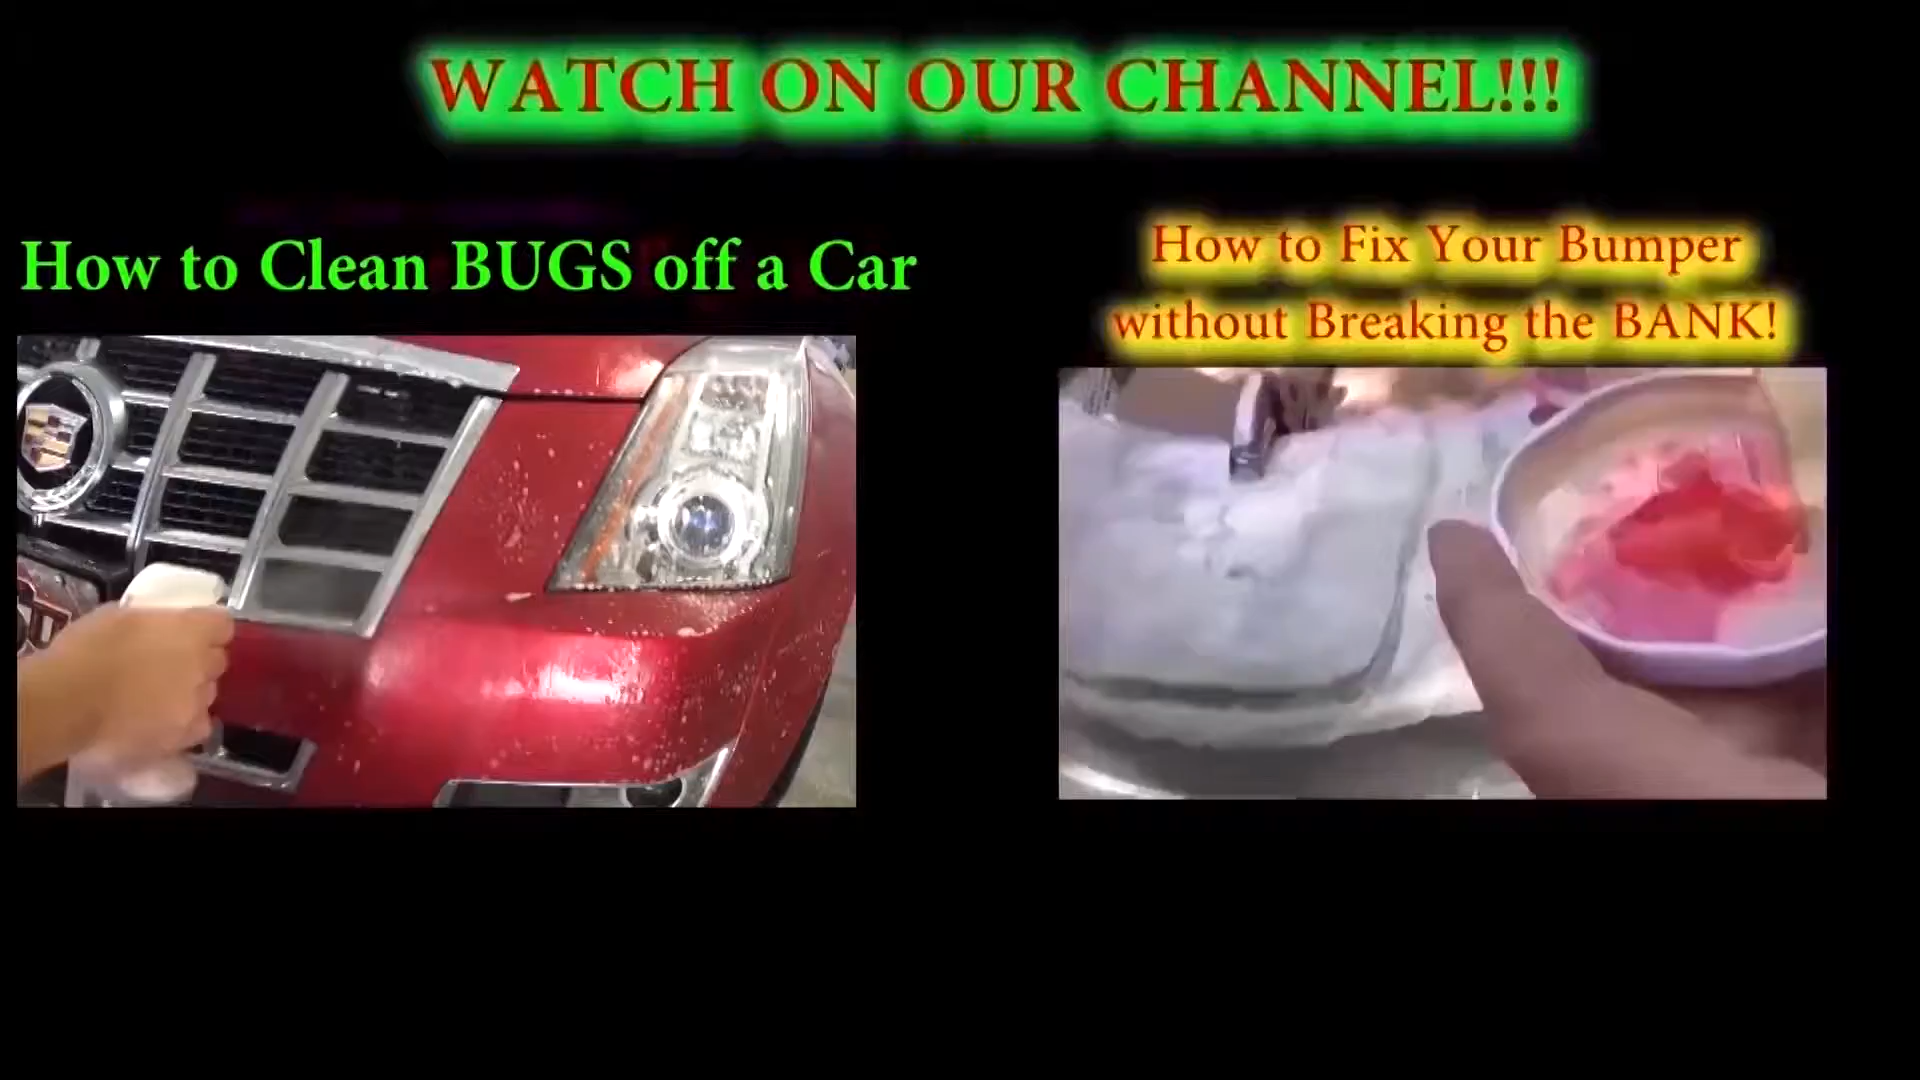 WATCH ON OUR CHANNEL!!!
How to Clean BUGS off a Car
How to Fix Your Bumper
without Breaking the BANK!